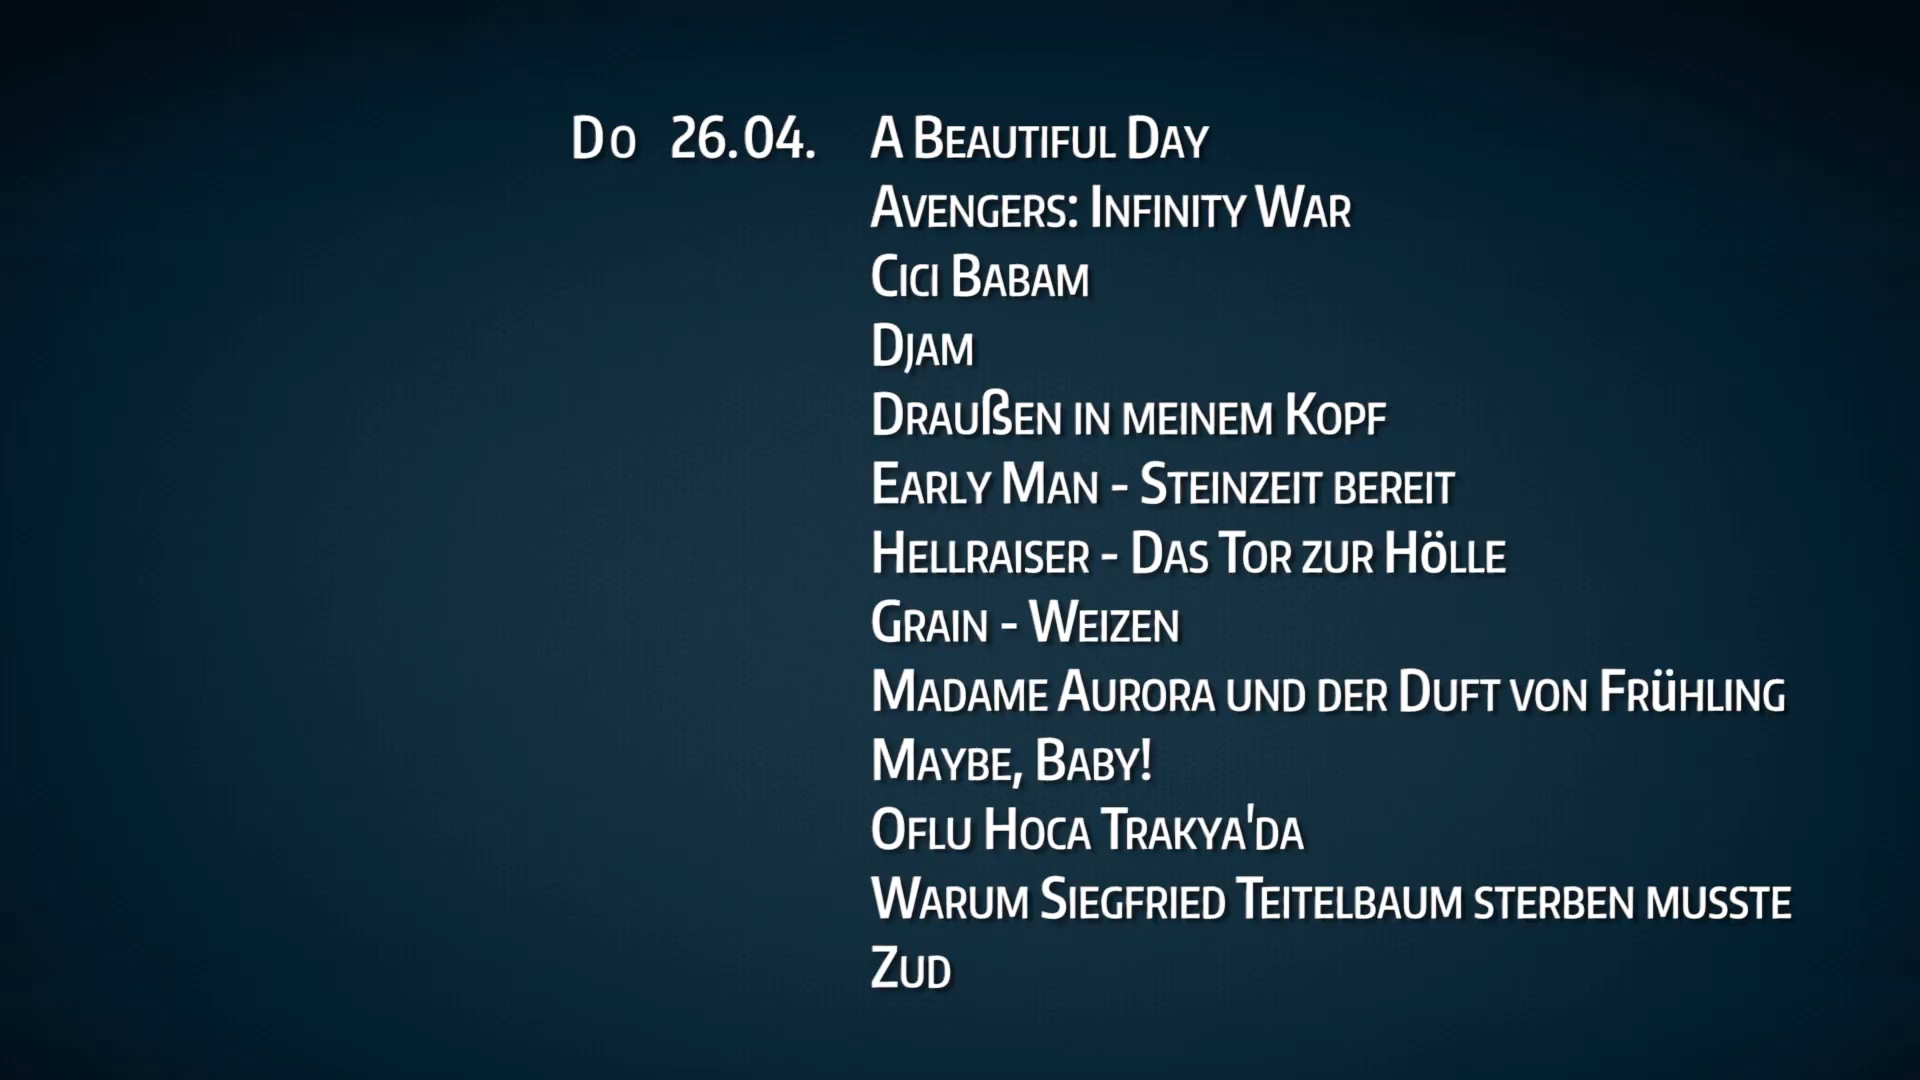 Do 26.04. A Beautiful Day
Avengers: Infinity War
Cici Babam
Djam
Draußen in meinem Kopf
Early Man - Steinzeit bereit
Hellraiser - Das Tor zur Hölle
Grain - Weizen
Madame Aurora und der Duft von Frühling
Maybe, Baby!
Oflu Hoca Trakya'da
Warum Siegfried Teitelbaum sterben musste
Zud